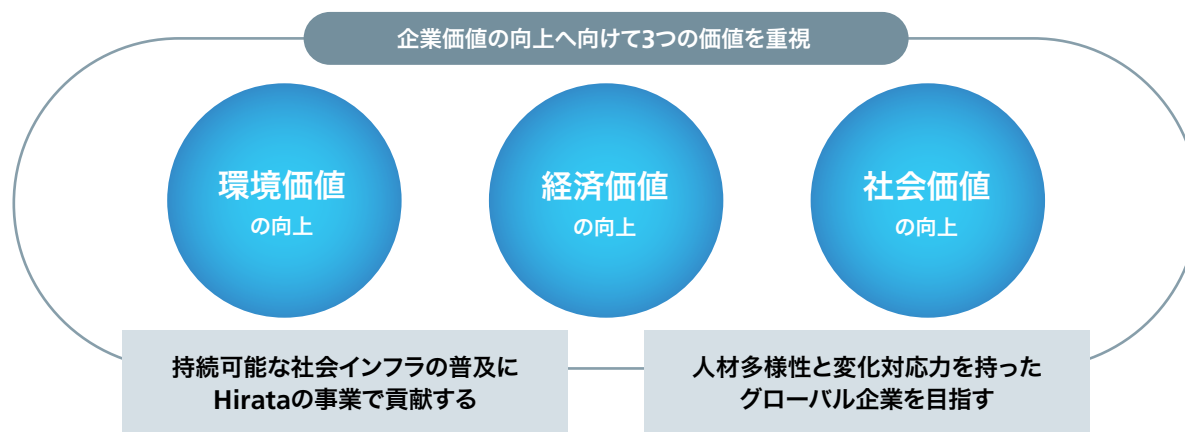 企業価値の向上へ向けて3つの価値を重視
環境価値
の向上
経済価値
の向上
社会価値
の向上
持続可能な社会インフラの普及に
Hirataの事業で貢献する
人材多様性と変化対応力を持った
グローバル企業を目指す